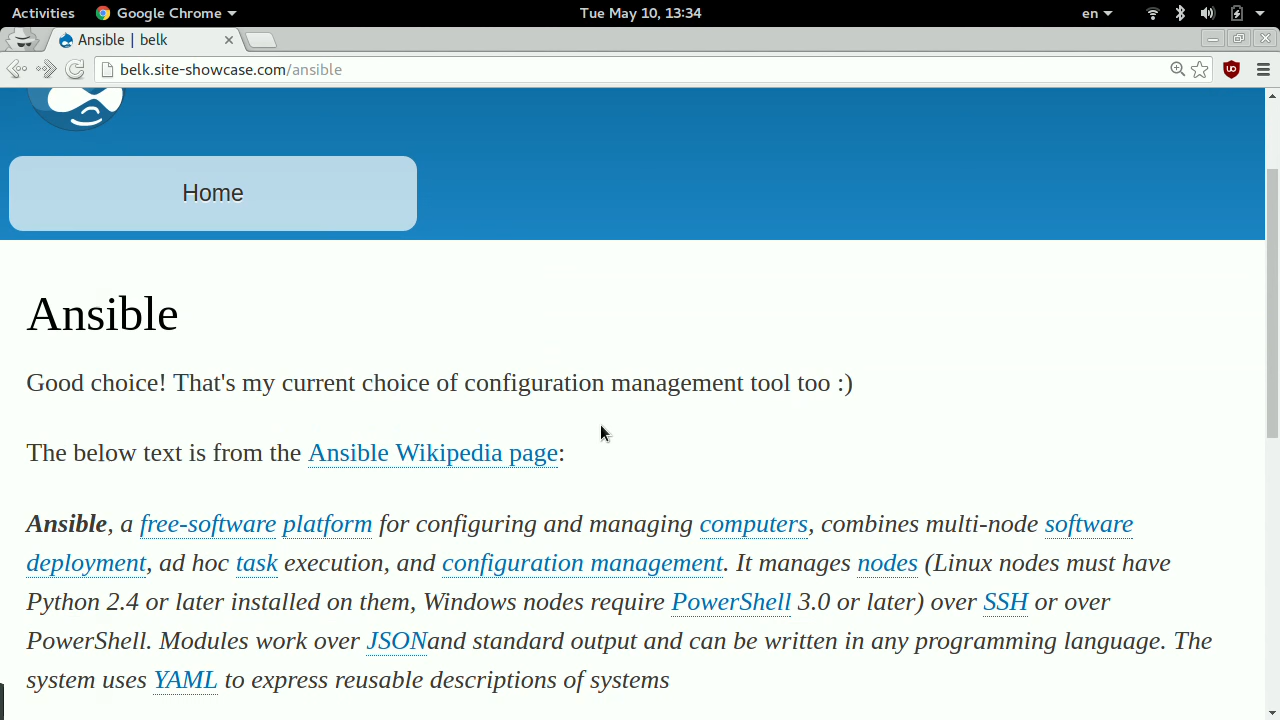 Activities Google Chrome Tue May 10, 13:34 en
Ansible | belk
belk.site-showcase.com/ansible
Home
Ansible
Good choice! That's my current choice of configuration management tool too :)
The below text is from the Ansible Wikipedia page:
Ansible, a free-software platform for configuring and managing computers, combines multi-node software
deployment, ad hoc task execution, and configuration management. It manages nodes (Linux nodes must have
Python 2.4 or later installed on them, Windows nodes require PowerShell 3.0 or later) over SSH or over
PowerShell. Modules work over JSONand standard output and can be written in any programming language. The
system uses YAML to express reusable descriptions of systems